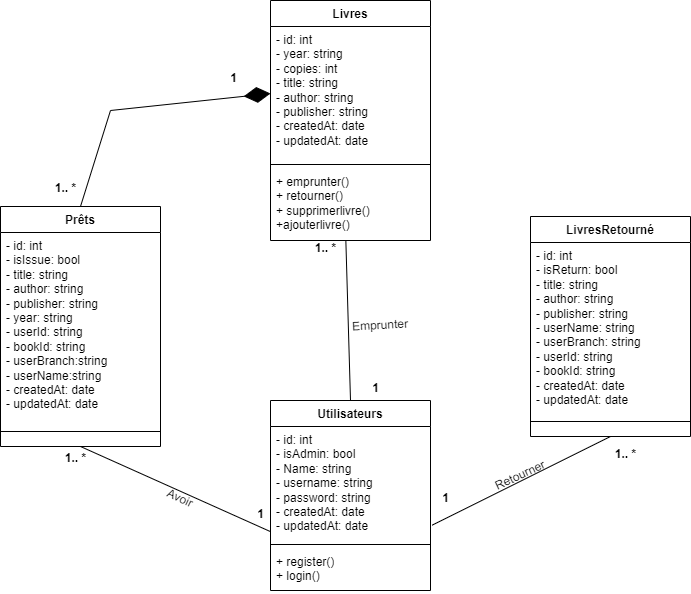 Livres
- id: int
- year: string
- copies: int
- title: string
- author: string
- publisher: string
- createdAt: date
- updatedAt: date
+ emprunter()
+ retourner()
+ supprimerlivre()
+ajouterlivre()
1
1.. *
Prêts
- id: int
- isIssue: bool
- title: string
- author: string
- publisher: string
- year: string
- userId: string
- bookId: string
- userBranch:string
- userName:string
- createdAt: date
- updatedAt: date
LivresRetourné
- id: int
- isReturn: bool
- title: string
- author: string
- publisher: string
- userName: string
- userBranch: string
- userId: string
- bookId: string
- createdAt: date
- updatedAt: date
1.. *
Emprunter
1
Utilisateurs
- id: int
- isAdmin: bool
- Name: string
- username: string
- password: string
- createdAt: date
- updatedAt: date
+ register()
+ login()
1.. *
Avoir
1
1
Retourner
1.. *